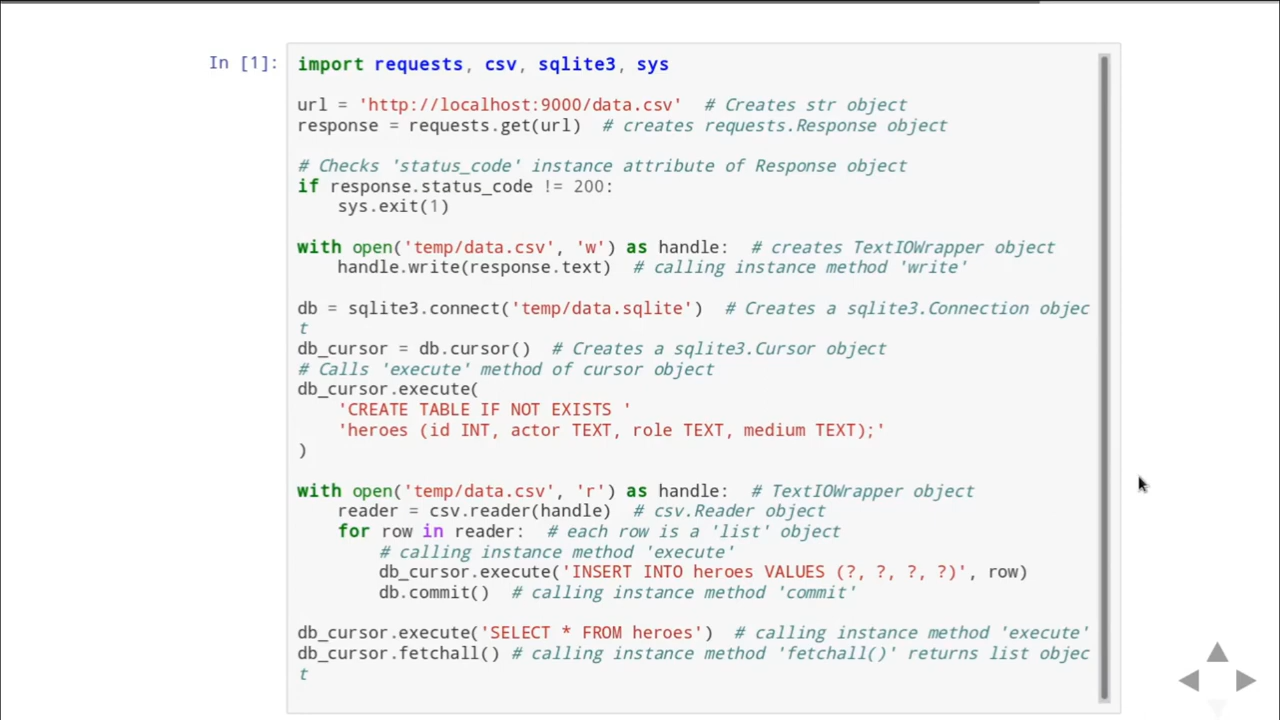 In [1]:
import requests, csv, sqlite3, sys
url = 'http://localhost:9000/data.csv'  # Creates str object
response = requests.get(url)  # creates requests.Response object
# Checks 'status_code' instance attribute of Response object
if response.status_code != 200:
    sys.exit(1)
with open('temp/data.csv', 'w') as handle:  # creates TextIOWrapper object
    handle.write(response.text)  # calling instance method 'write'
db = sqlite3.connect('temp/data.sqlite')  # Creates a sqlite3.Connection objec
t
db_cursor = db.cursor()  # Creates a sqlite3.Cursor object
# Calls 'execute' method of cursor object
db_cursor.execute(
    'CREATE TABLE IF NOT EXISTS '
    'heroes (id INT, actor TEXT, role TEXT, medium TEXT);'
)
with open('temp/data.csv', 'r') as handle:  # TextIOWrapper object
    reader = csv.reader(handle)  # csv.Reader object
    for row in reader:  # each row is a 'list' object
        # calling instance method 'execute'
        db_cursor.execute('INSERT INTO heroes VALUES (?, ?, ?, ?)', row)
        db.commit()  # calling instance method 'commit'
db_cursor.execute('SELECT * FROM heroes')  # calling instance method 'execute'
db_cursor.fetchall() # calling instance method 'fetchall()' returns list objec
t